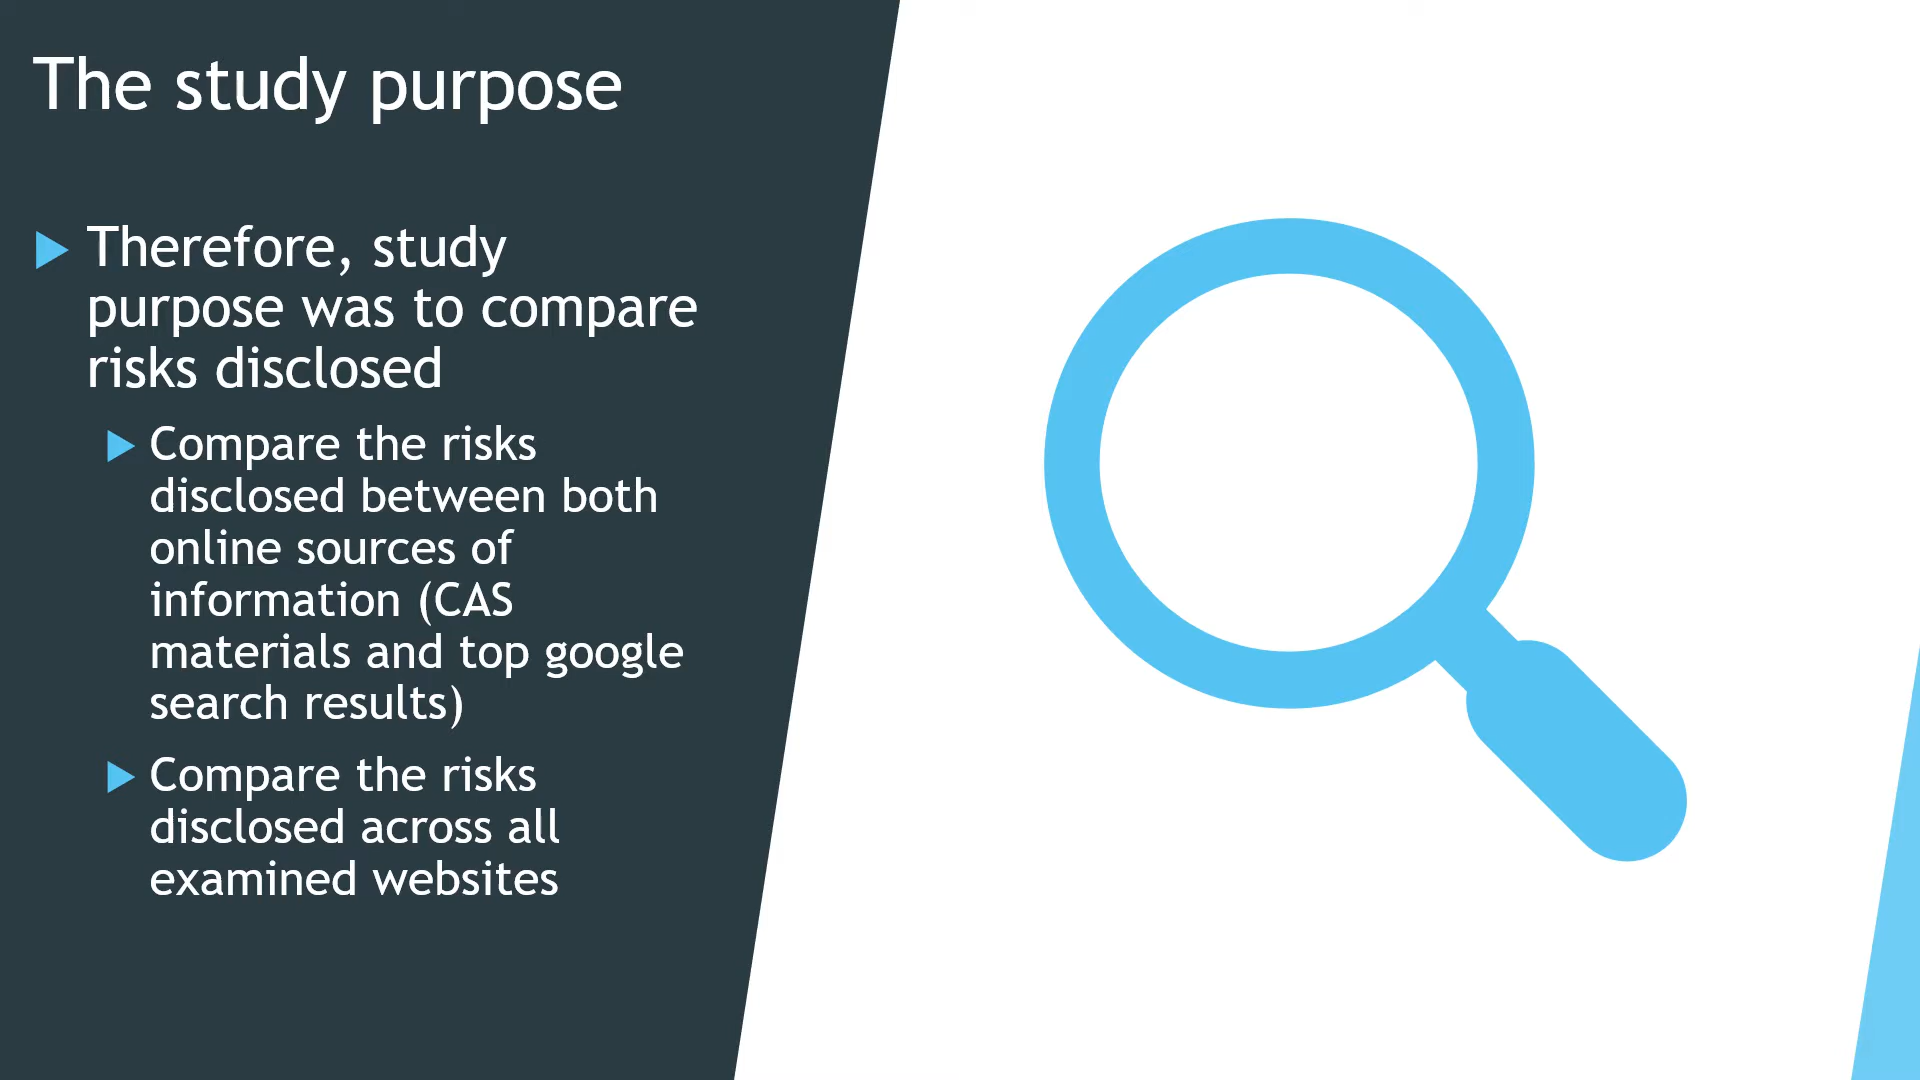 The study purpose
Therefore, study
purpose was to compare
risks disclosed
Compare the risks
disclosed between both
online sources of
information (CAS
materials and top google
search results)
Compare the risks
disclosed across all
examined websites